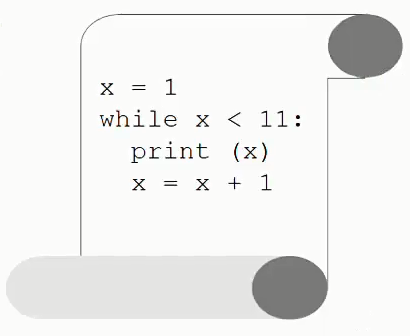 x = 1
while x < 11:
  print (x)
  x = x + 1